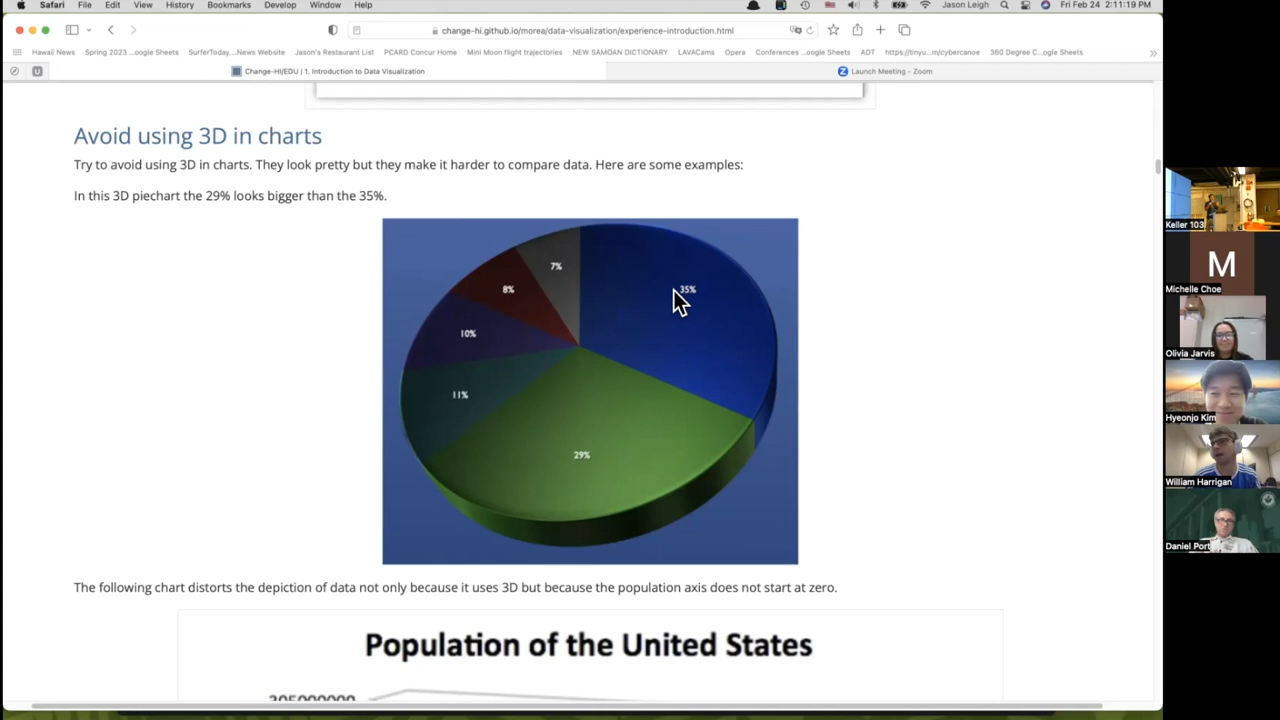 Safari File Edit View History Bookmarks Develop Window Help Jason Leigh Fri Feb 24 2:11:19 PM
change-hi.github.io/morea/data-visualization/experience-introduction.html
Hawaii News Spring 2023 ...oogle Sheets SurferToday....News Website Jason's Restaurant List PCARD Concur Home Mini Moon flight trajectories NEW SAMOAN DICTIONARY LAVACams Opera Conferences ...oogle Sheets ADT https://tinyu...m/cybercanoe 360 Degree C...ogle Sheets
U Change-HI/EDU | 1. Introduction to Data Visualization Launch Meeting - Zoom
Avoid using 3D in charts
Try to avoid using 3D in charts. They look pretty but they make it harder to compare data. Here are some examples:
In this 3D piechart the 29% looks bigger than the 35%.
7%
8%
35%
10%
11%
29%
The following chart distorts the depiction of data not only because it uses 3D but because the population axis does not start at zero.
Population of the United States
305000000
Keller 103
M
Michelle Choe
Olivia Jarvis
Hyeonjo Kim
William Harrigan
Daniel Port